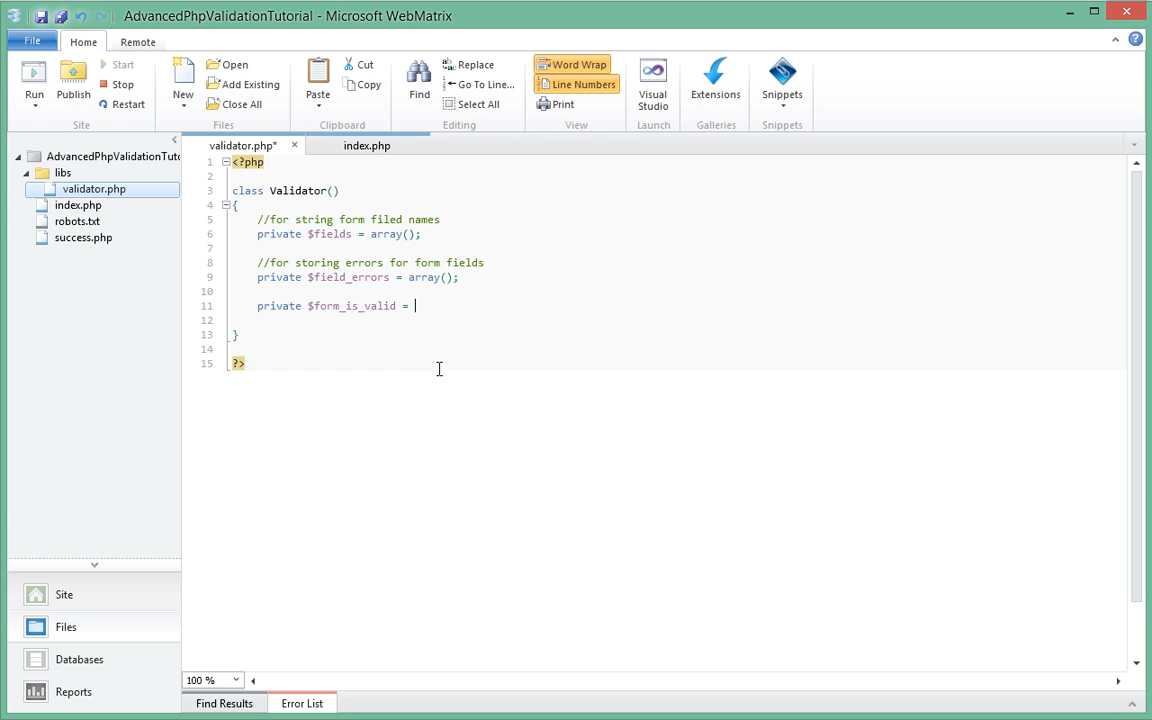 AdvancedPhpValidationTutorial - Microsoft WebMatrix
File Home Remote
Run
Publish
Start
Stop
Restart
Site
New
Open
Add Existing
Close All
Files
Paste
Cut
Copy
Clipboard
Find
Replace
Go To Line...
Select All
Editing
Word Wrap
Line Numbers
Print
View
Visual
Studio
Launch
Extensions
Galleries
Snippets
Snippets
AdvancedPhpValidationTuto
libs
validator.php
index.php
robots.txt
success.php
Site
Files
Databases
Reports
validator.php* × index.php
1 <?php
2
3 class Validator()
4 {
5 //for string form filed names
6 private $fields = array();
7
8 //for storing errors for form fields
9 private $field_errors = array();
10
11 private $form_is_valid =
12
13 }
14
15 ?>
100 %
Find Results Error List